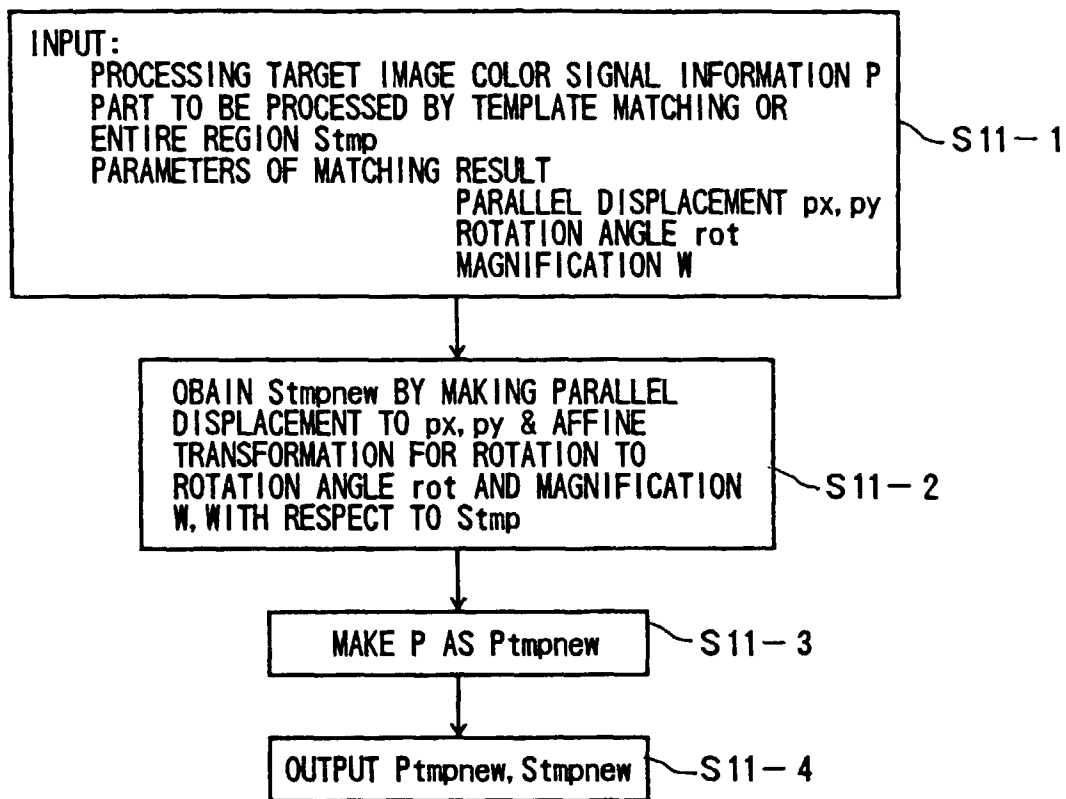 INPUT:
PROCESSING TARGET IMAGE COLOR SIGNAL INFORMATION P
PART TO BE PROCESSED BY TEMPLATE MATCHING OR
ENTIRE REGION Stmp
PARAMETERS OF MATCHING RESULT
PARALLEL DISPLACEMENT px, py
ROTATION ANGLE rot
MAGNIFICATION W
S11-1
OBAIN Stmpnew BY MAKING PARALLEL
DISPLACEMENT TO px, py & AFFINE
TRANSFORMATION FOR ROTATION TO
ROTATION ANGLE rot AND MAGNIFICATION
W, WITH RESPECT TO Stmp
S11-2
MAKE P AS Ptmpnew
S11-3
OUTPUT Ptmpnew, Stmpnew
S11-4